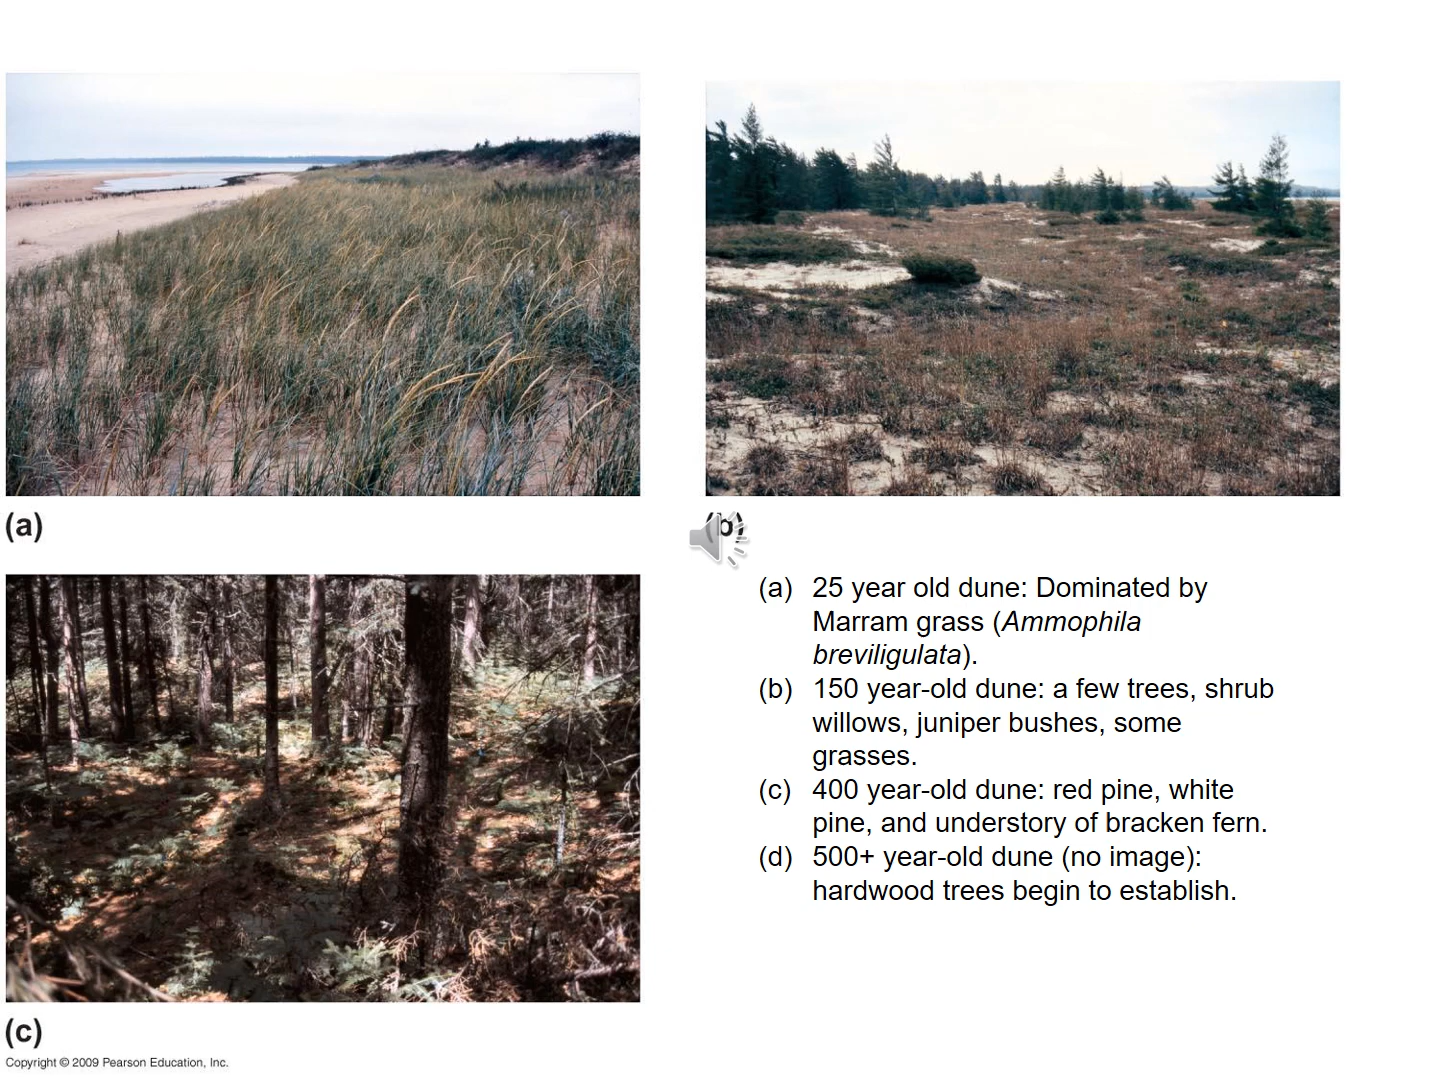 (a)
(b)
(a) 25 year old dune: Dominated by
Marram grass (Ammophila
breviligulata).
(b) 150 year-old dune: a few trees, shrub
willows, juniper bushes, some
grasses.
(c) 400 year-old dune: red pine, white
pine, and understory of bracken fern.
(d) 500+ year-old dune (no image):
hardwood trees begin to establish.
(c)
Copyright © 2009 Pearson Education, Inc.